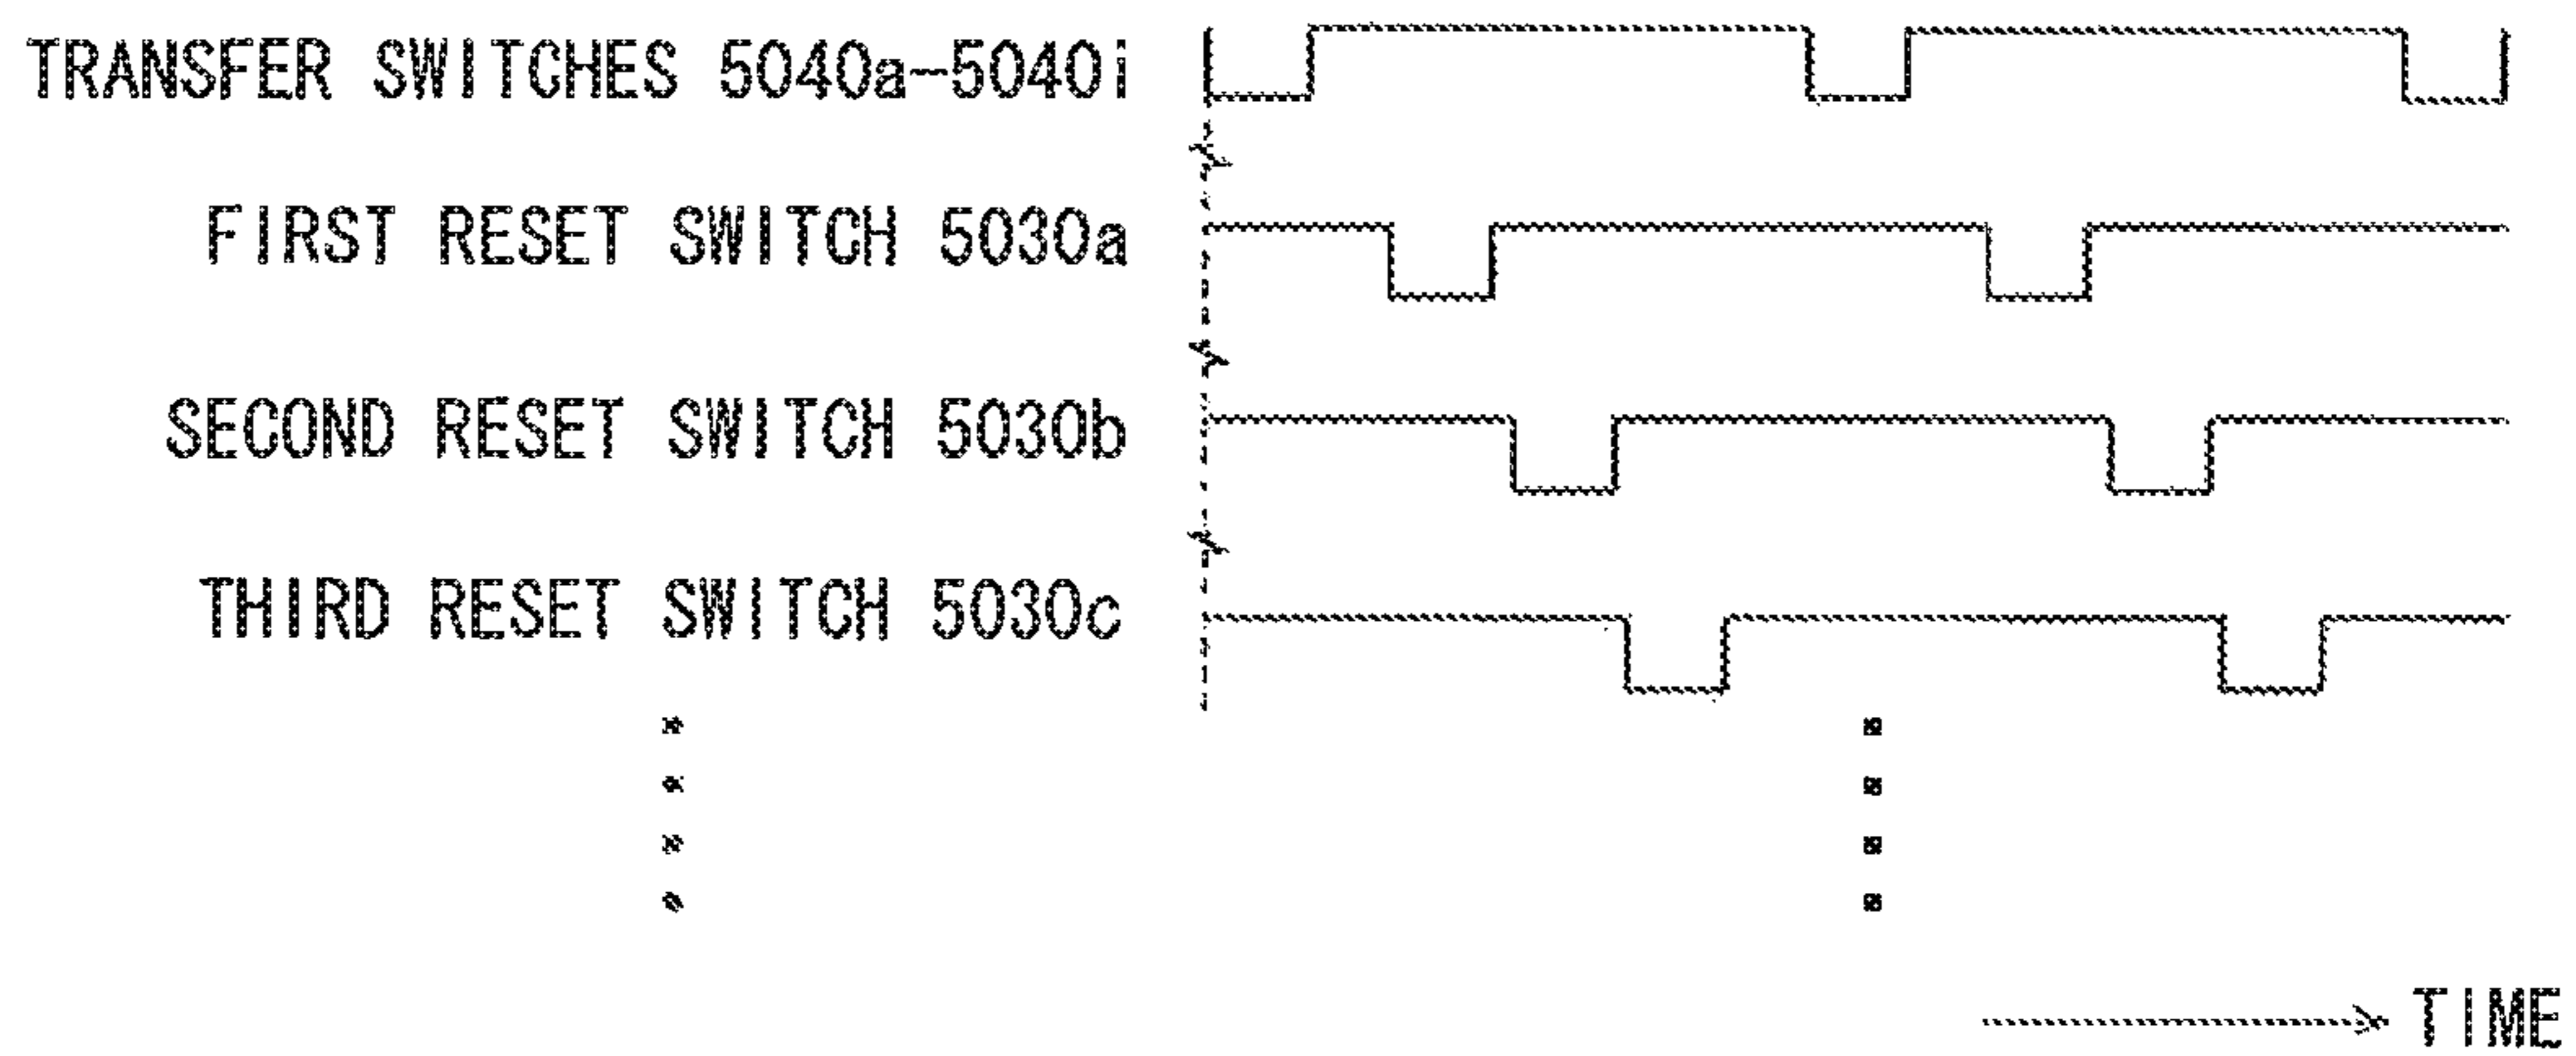 TRANSFER SWITCHES 5040a-5040i
FIRST RESET SWITCH 5030a
SECOND RESET SWITCH 5030b
THIRD RESET SWITCH 5030c
TIME